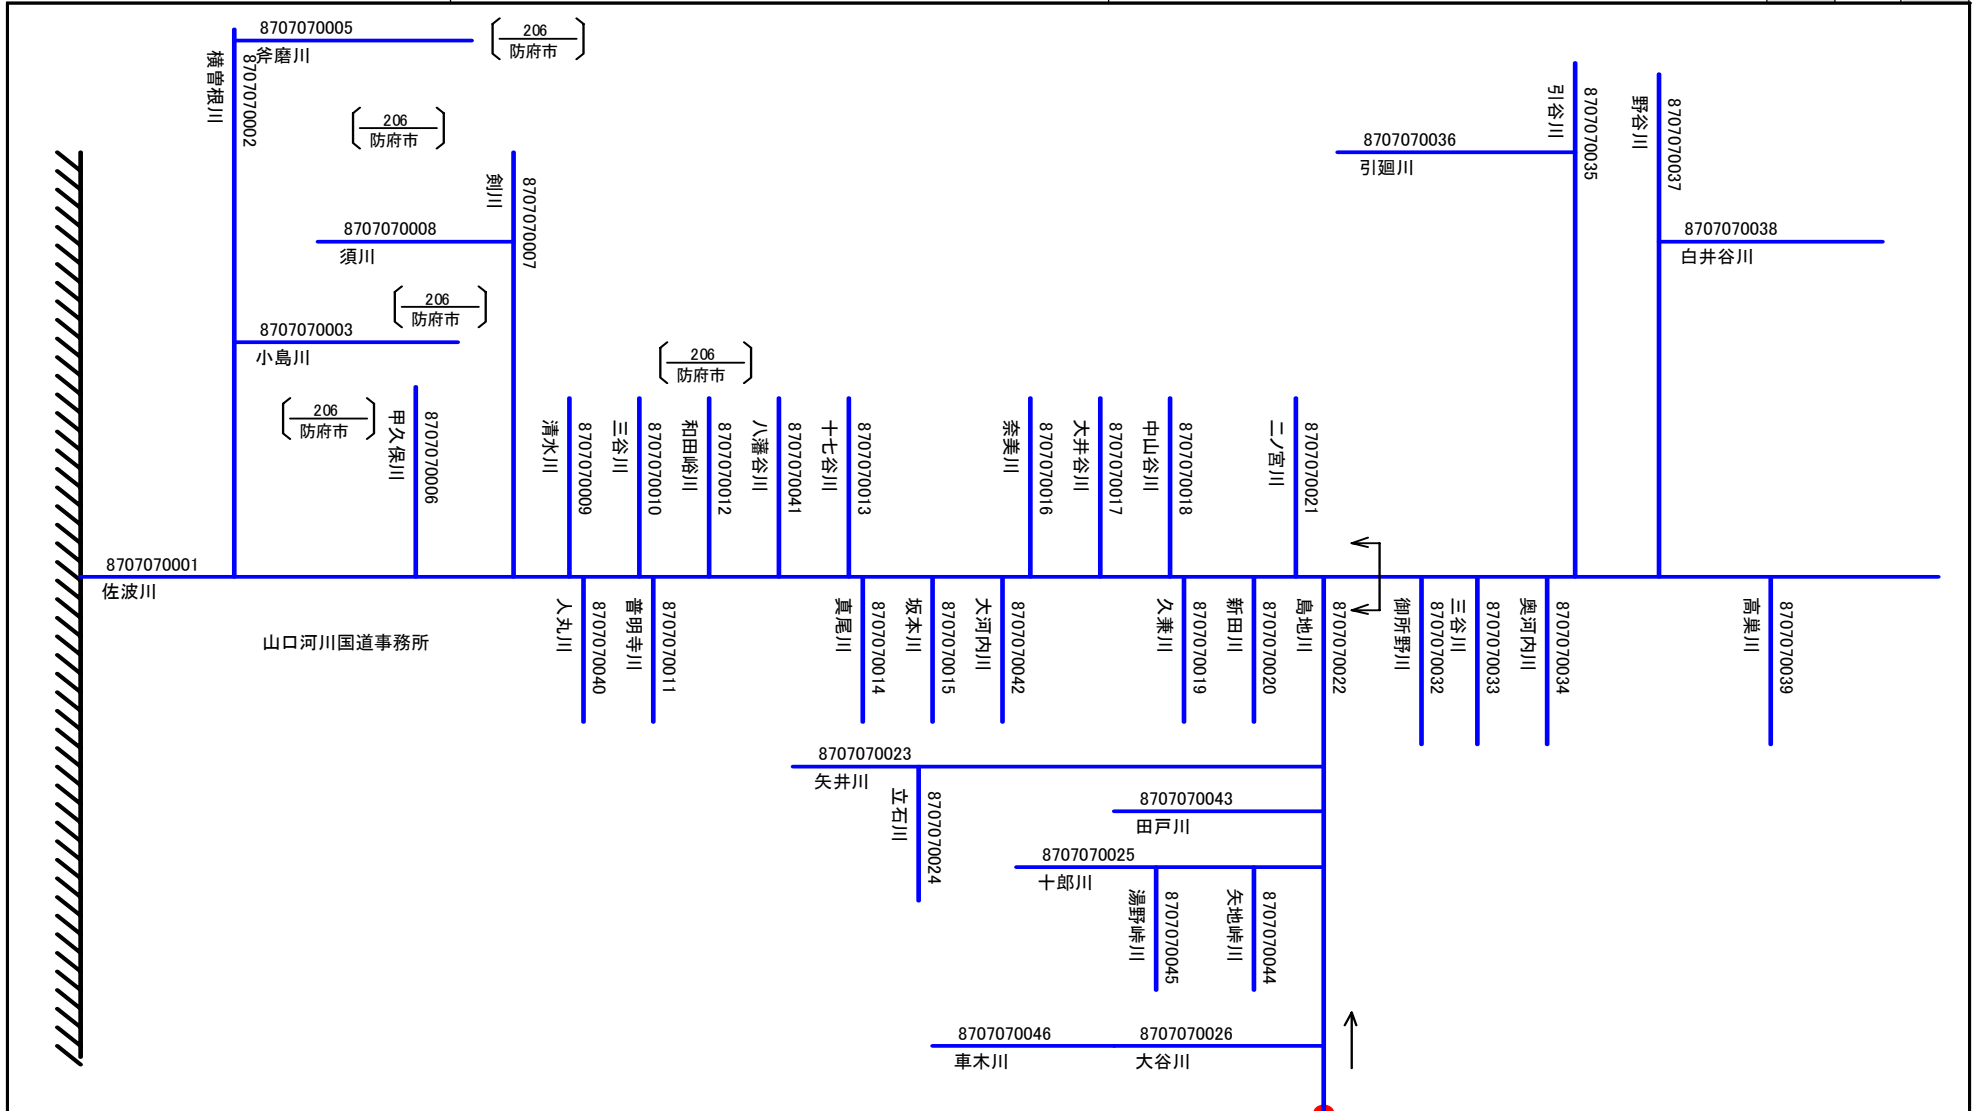 8707070005
斧磨川
206
防府市
横曽根川
8707070002
206
防府市
剣川
8707070007
8707070008
須川
206
防府市
8707070003
小島川
206
防府市
甲久保川
8707070006
206
防府市
清水川
8707070009
三谷川
8707070010
和田峪川
8707070012
八藩谷川
8707070041
十七谷川
8707070013
奈美川
8707070016
大井谷川
8707070017
中山谷川
8707070018
二ノ宮川
8707070021
引谷川
8707070035
8707070036
引廻川
野谷川
8707070037
8707070038
白井谷川
8707070001
佐波川
山口河川国道事務所
人丸川
8707070040
普明寺川
8707070011
真尾川
8707070014
坂本川
8707070015
大河内川
8707070042
久兼川
8707070019
新田川
8707070020
島地川
8707070022
御所野川
8707070032
三谷川
8707070033
奥河内川
8707070034
高巣川
8707070039
8707070023
矢井川
立石川
8707070024
8707070043
田戸川
8707070025
十郎川
湯野峠川
8707070045
矢地峠川
8707070044
8707070046
車木川
8707070026
大谷川